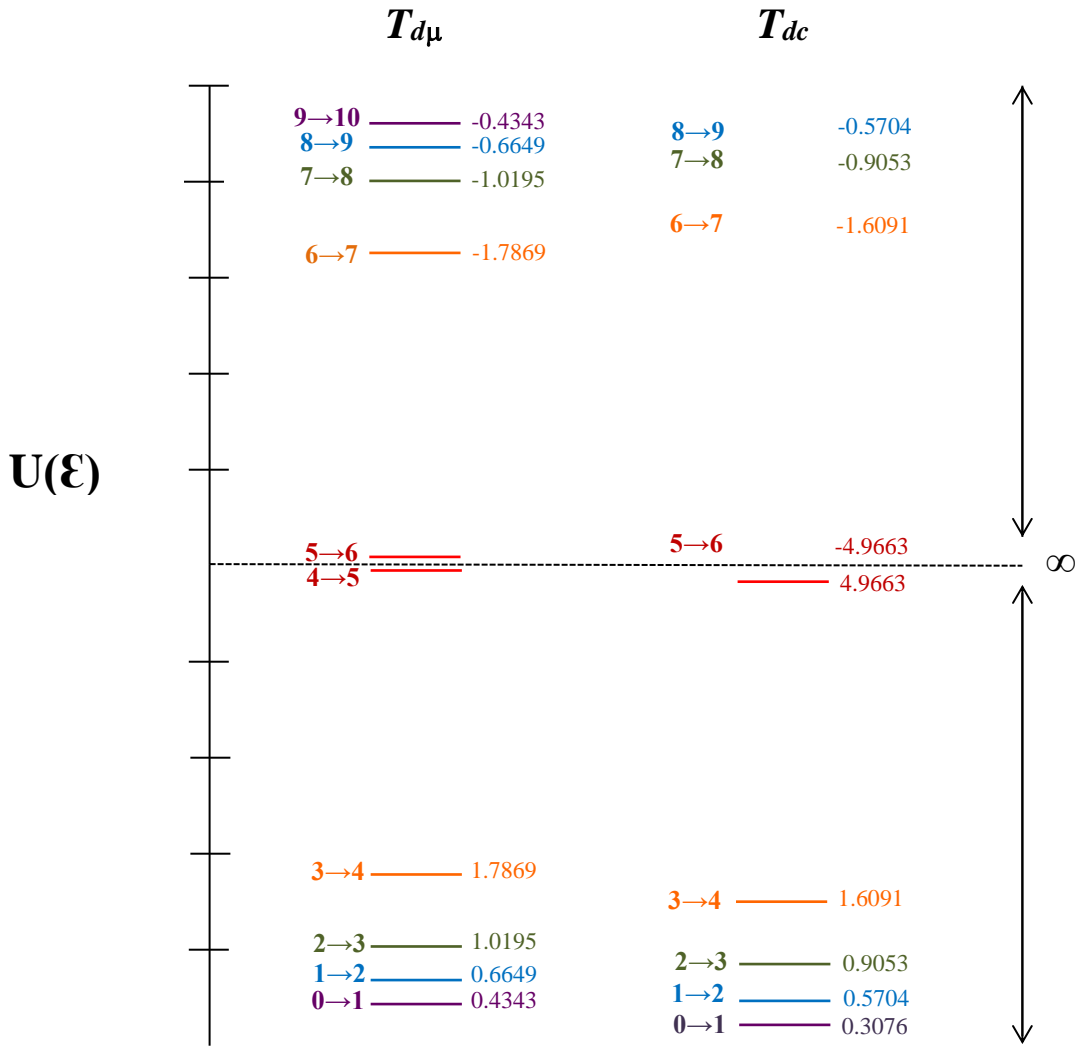 T_dμ T_dc
9→10 -0.4343
8→9 -0.6649 8→9 -0.5704
7→8 -1.0195 7→8 -0.9053
6→7 -1.7869 6→7 -1.6091
U(Ɛ)
5→6 5→6 -4.9663
∞
4→5 4.9663
3→4 1.7869 3→4 1.6091
2→3 1.0195 2→3 0.9053
1→2 0.6649 1→2 0.5704
0→1 0.4343 0→1 0.3076